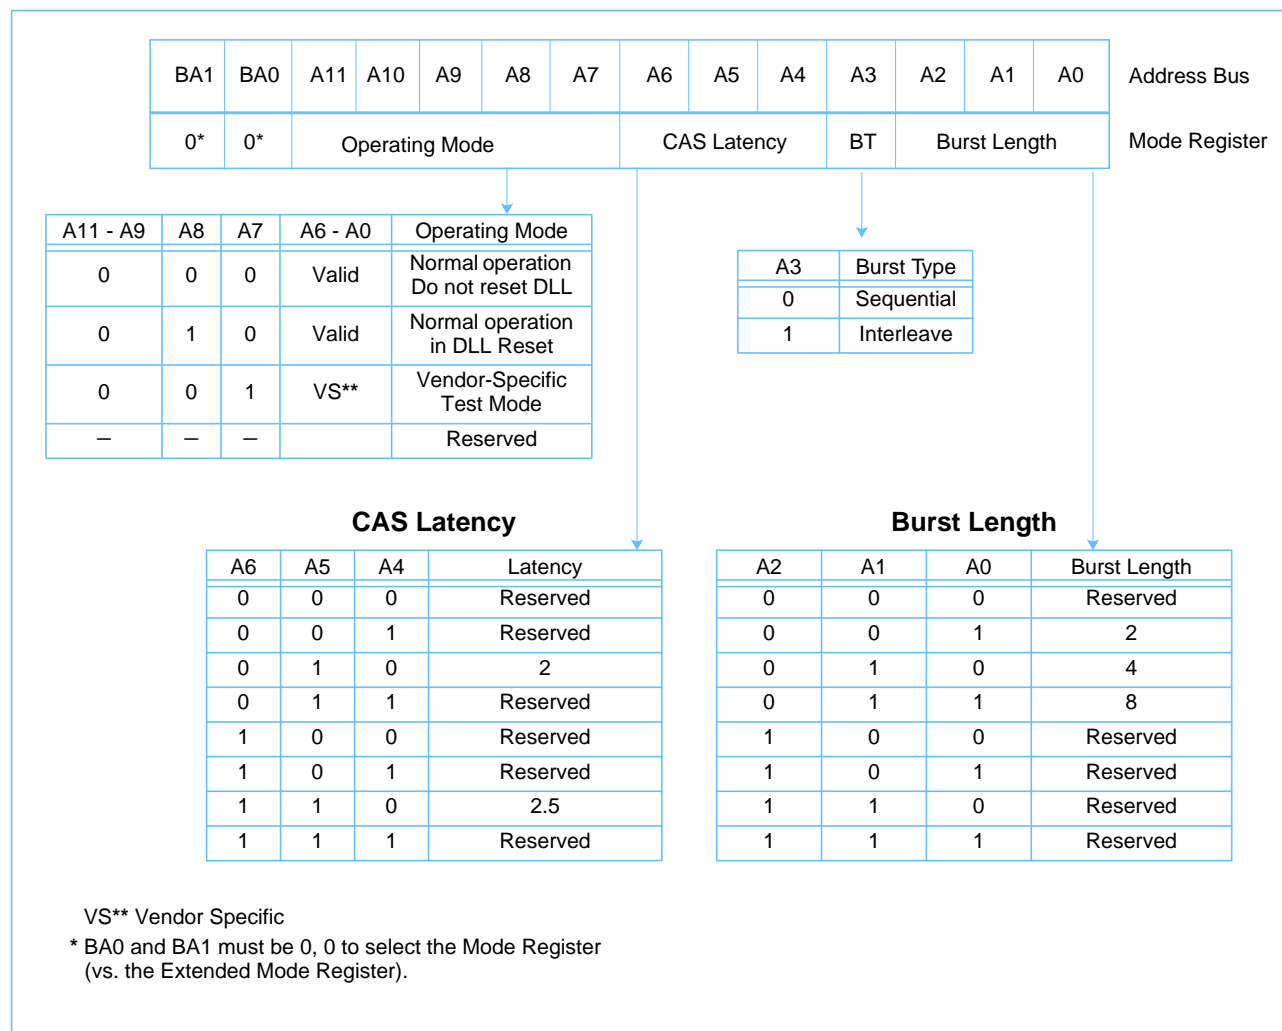 BA1 BA0 A11 A10 A9 A8 A7 A6 A5 A4 A3 A2 A1 A0 Address Bus
0* 0* Operating Mode CAS Latency BT Burst Length Mode Register
A11 - A9 A8 A7 A6 - A0 Operating Mode
0 0 0 Valid Normal operation
Do not reset DLL
0 1 0 Valid Normal operation
in DLL Reset
0 0 1 VS** Vendor-Specific
Test Mode
— — — Reserved
A3 Burst Type
0 Sequential
1 Interleave
CAS Latency
A6 A5 A4 Latency
0 0 0 Reserved
0 0 1 Reserved
0 1 0 2
0 1 1 Reserved
1 0 0 Reserved
1 0 1 Reserved
1 1 0 2.5
1 1 1 Reserved
Burst Length
A2 A1 A0 Burst Length
0 0 0 Reserved
0 0 1 2
0 1 0 4
0 1 1 8
1 0 0 Reserved
1 0 1 Reserved
1 1 0 Reserved
1 1 1 Reserved
VS** Vendor Specific
* BA0 and BA1 must be 0, 0 to select the Mode Register
(vs. the Extended Mode Register).